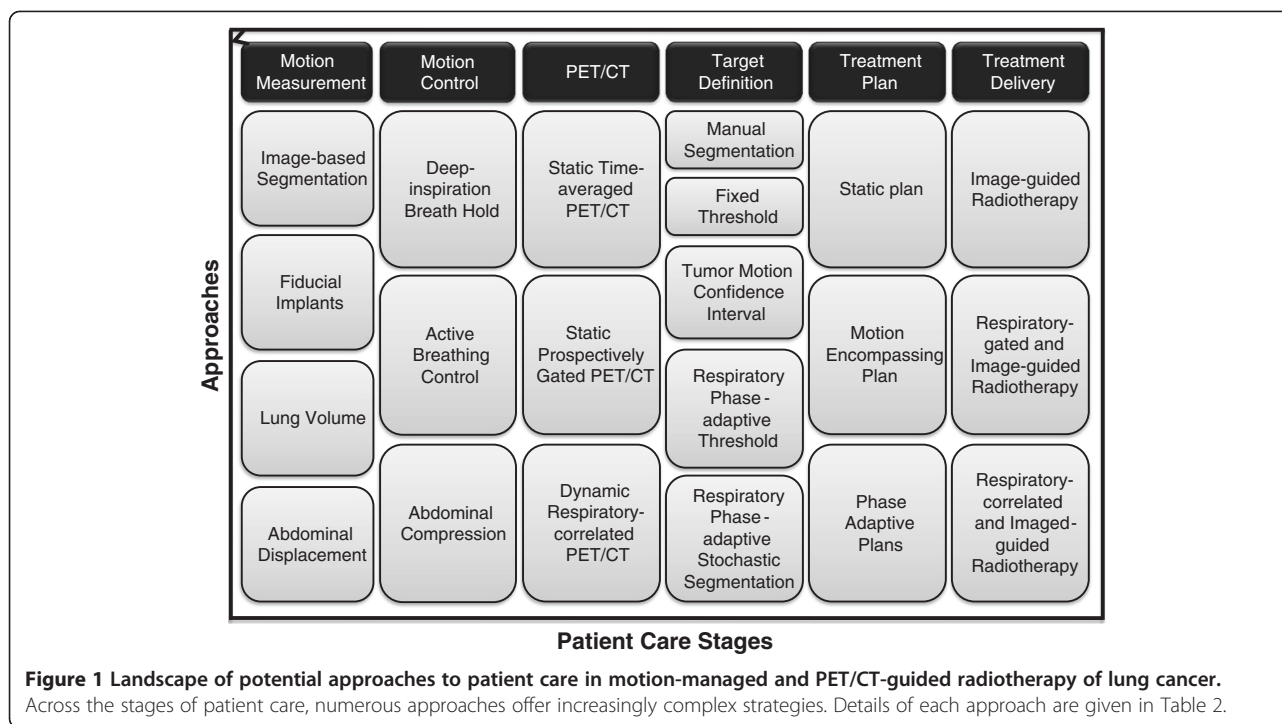 Motion
Measurement
Motion
Control
PET/CT
Target
Definition
Treatment
Plan
Treatment
Delivery
Image-based
Segmentation
Fiducial
Implants
Lung Volume
Abdominal
Displacement
Deep-
inspiration
Breath Hold
Active
Breathing
Control
Abdominal
Compression
Static Time-
averaged
PET/CT
Static
Prospectively
Gated PET/CT
Dynamic
Respiratory-
correlated
PET/CT
Manual
Segmentation
Fixed
Threshold
Tumor Motion
Confidence
Interval
Respiratory
Phase-
adaptive
Threshold
Respiratory
Phase-
adaptive
Stochastic
Segmentation
Static plan
Motion
Encompassing
Plan
Phase
Adaptive
Plans
Image-guided
Radiotherapy
Respiratory-
gated and
Image-guided
Radiotherapy
Respiratory-
correlated
and Imaged-
guided
Radiotherapy
Approaches
Patient Care Stages
Figure 1 Landscape of potential approaches to patient care in motion-managed and PET/CT-guided radiotherapy of lung cancer.
Across the stages of patient care, numerous approaches offer increasingly complex strategies. Details of each approach are given in Table 2.